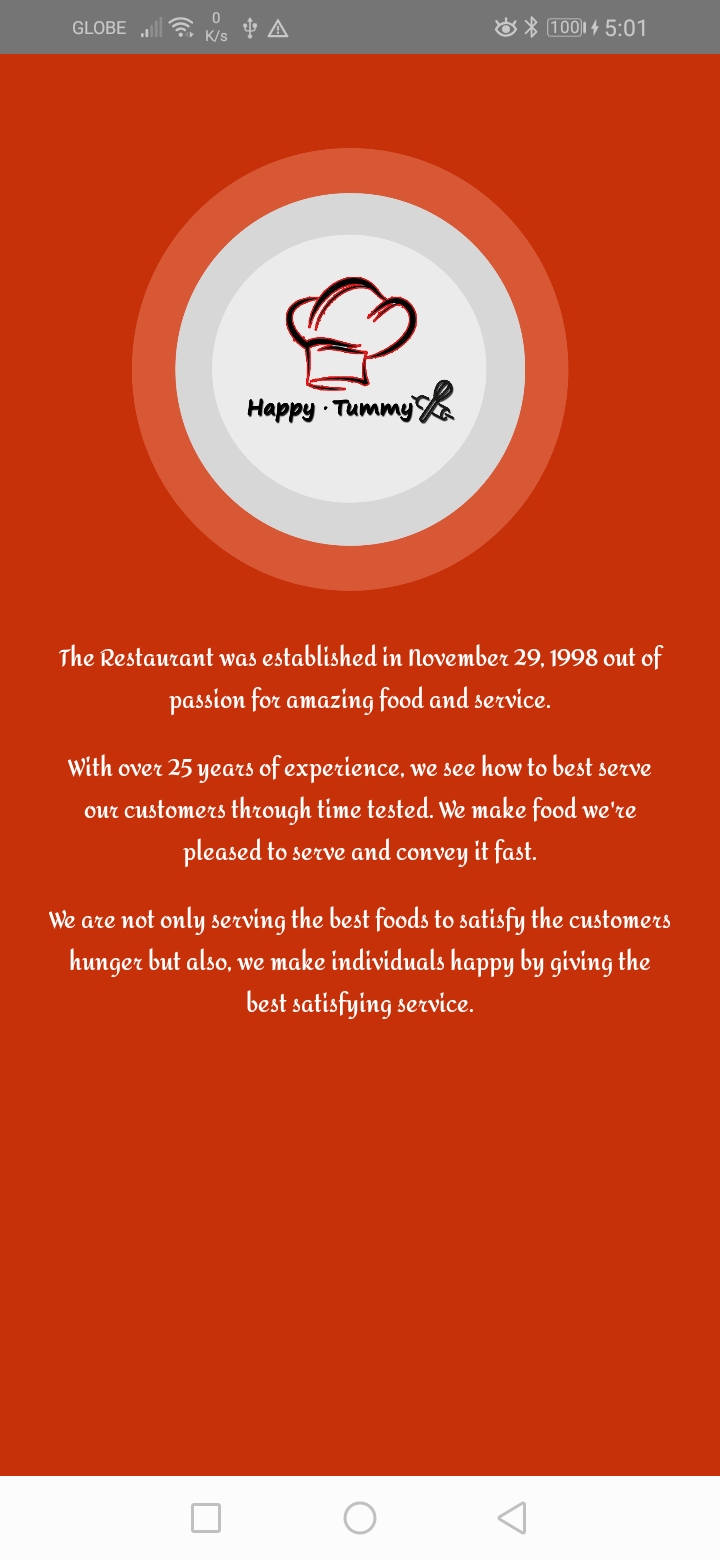 GLOBE 0 K/s 100 5:01
Happy · Tummy
The Restaurant was established in November 29, 1998 out of
passion for amazing food and service.
With over 25 years of experience, we see how to best serve
our customers through time tested. We make food we're
pleased to serve and convey it fast.
We are not only serving the best foods to satisfy the customers
hunger but also, we make individuals happy by giving the
best satisfying service.